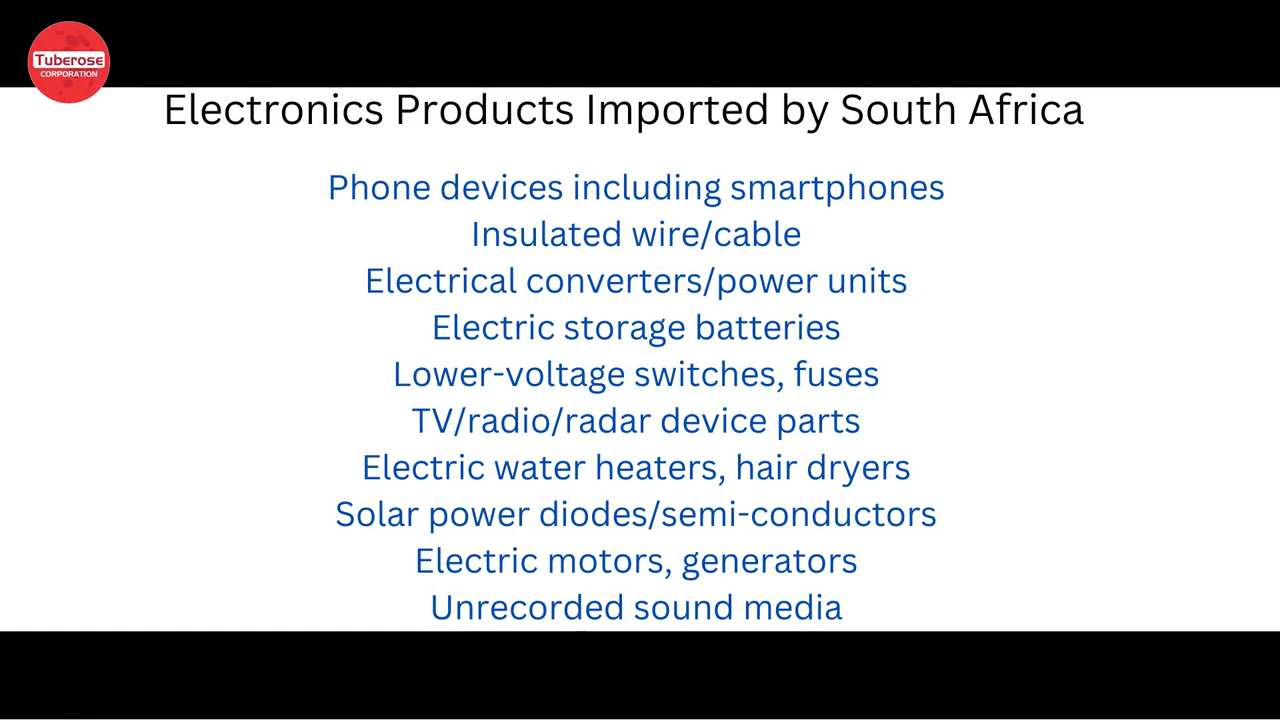 Tuberose
CORPORATION
Electronics Products Imported by South Africa
Phone devices including smartphones
Insulated wire/cable
Electrical converters/power units
Electric storage batteries
Lower-voltage switches, fuses
TV/radio/radar device parts
Electric water heaters, hair dryers
Solar power diodes/semi-conductors
Electric motors, generators
Unrecorded sound media